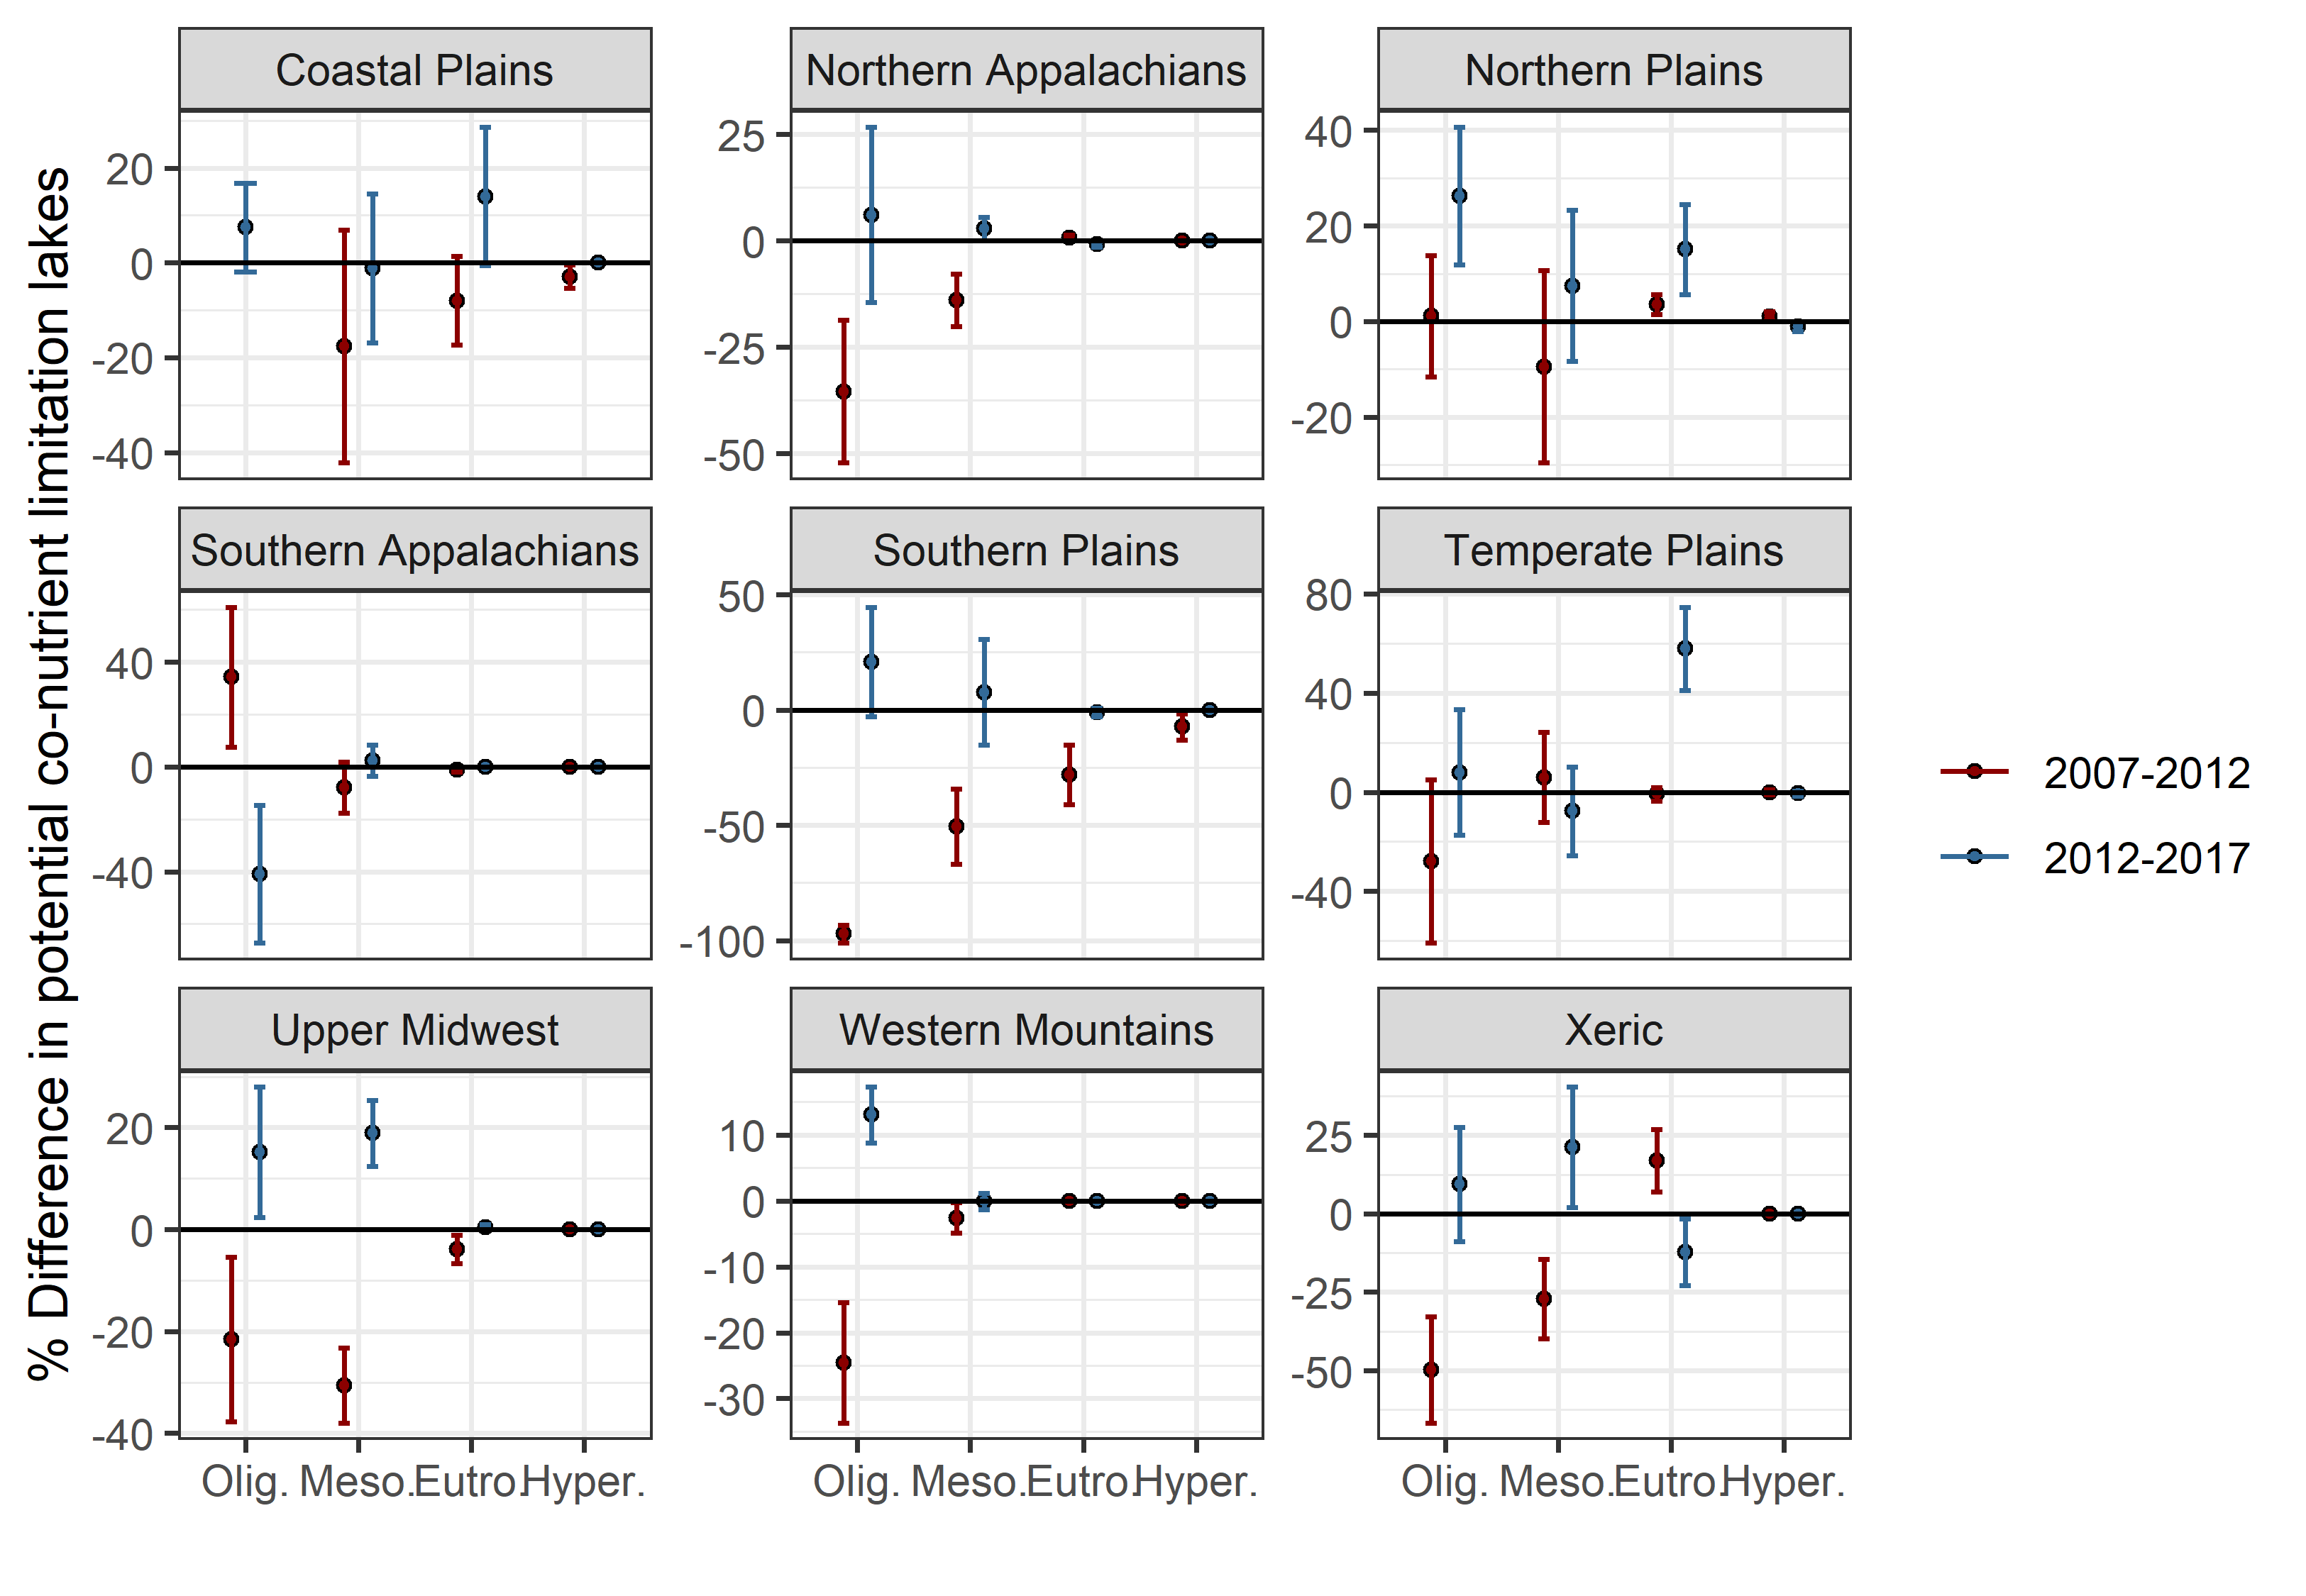 % Difference in potential co-nutrient limitation lakes
Coastal Plains
20
0
-20
-40
Northern Appalachians
25
0
-25
-50
Northern Plains
40
20
0
-20
Southern Appalachians
40
0
-40
Southern Plains
50
0
-50
-100
Temperate Plains
80
40
0
-40
Upper Midwest
20
0
-20
-40
Western Mountains
10
0
-10
-20
-30
Xeric
25
0
-25
-50
Olig. Meso. Eutro. Hyper.
Olig. Meso. Eutro. Hyper.
Olig. Meso. Eutro. Hyper.
2007-2012
2012-2017